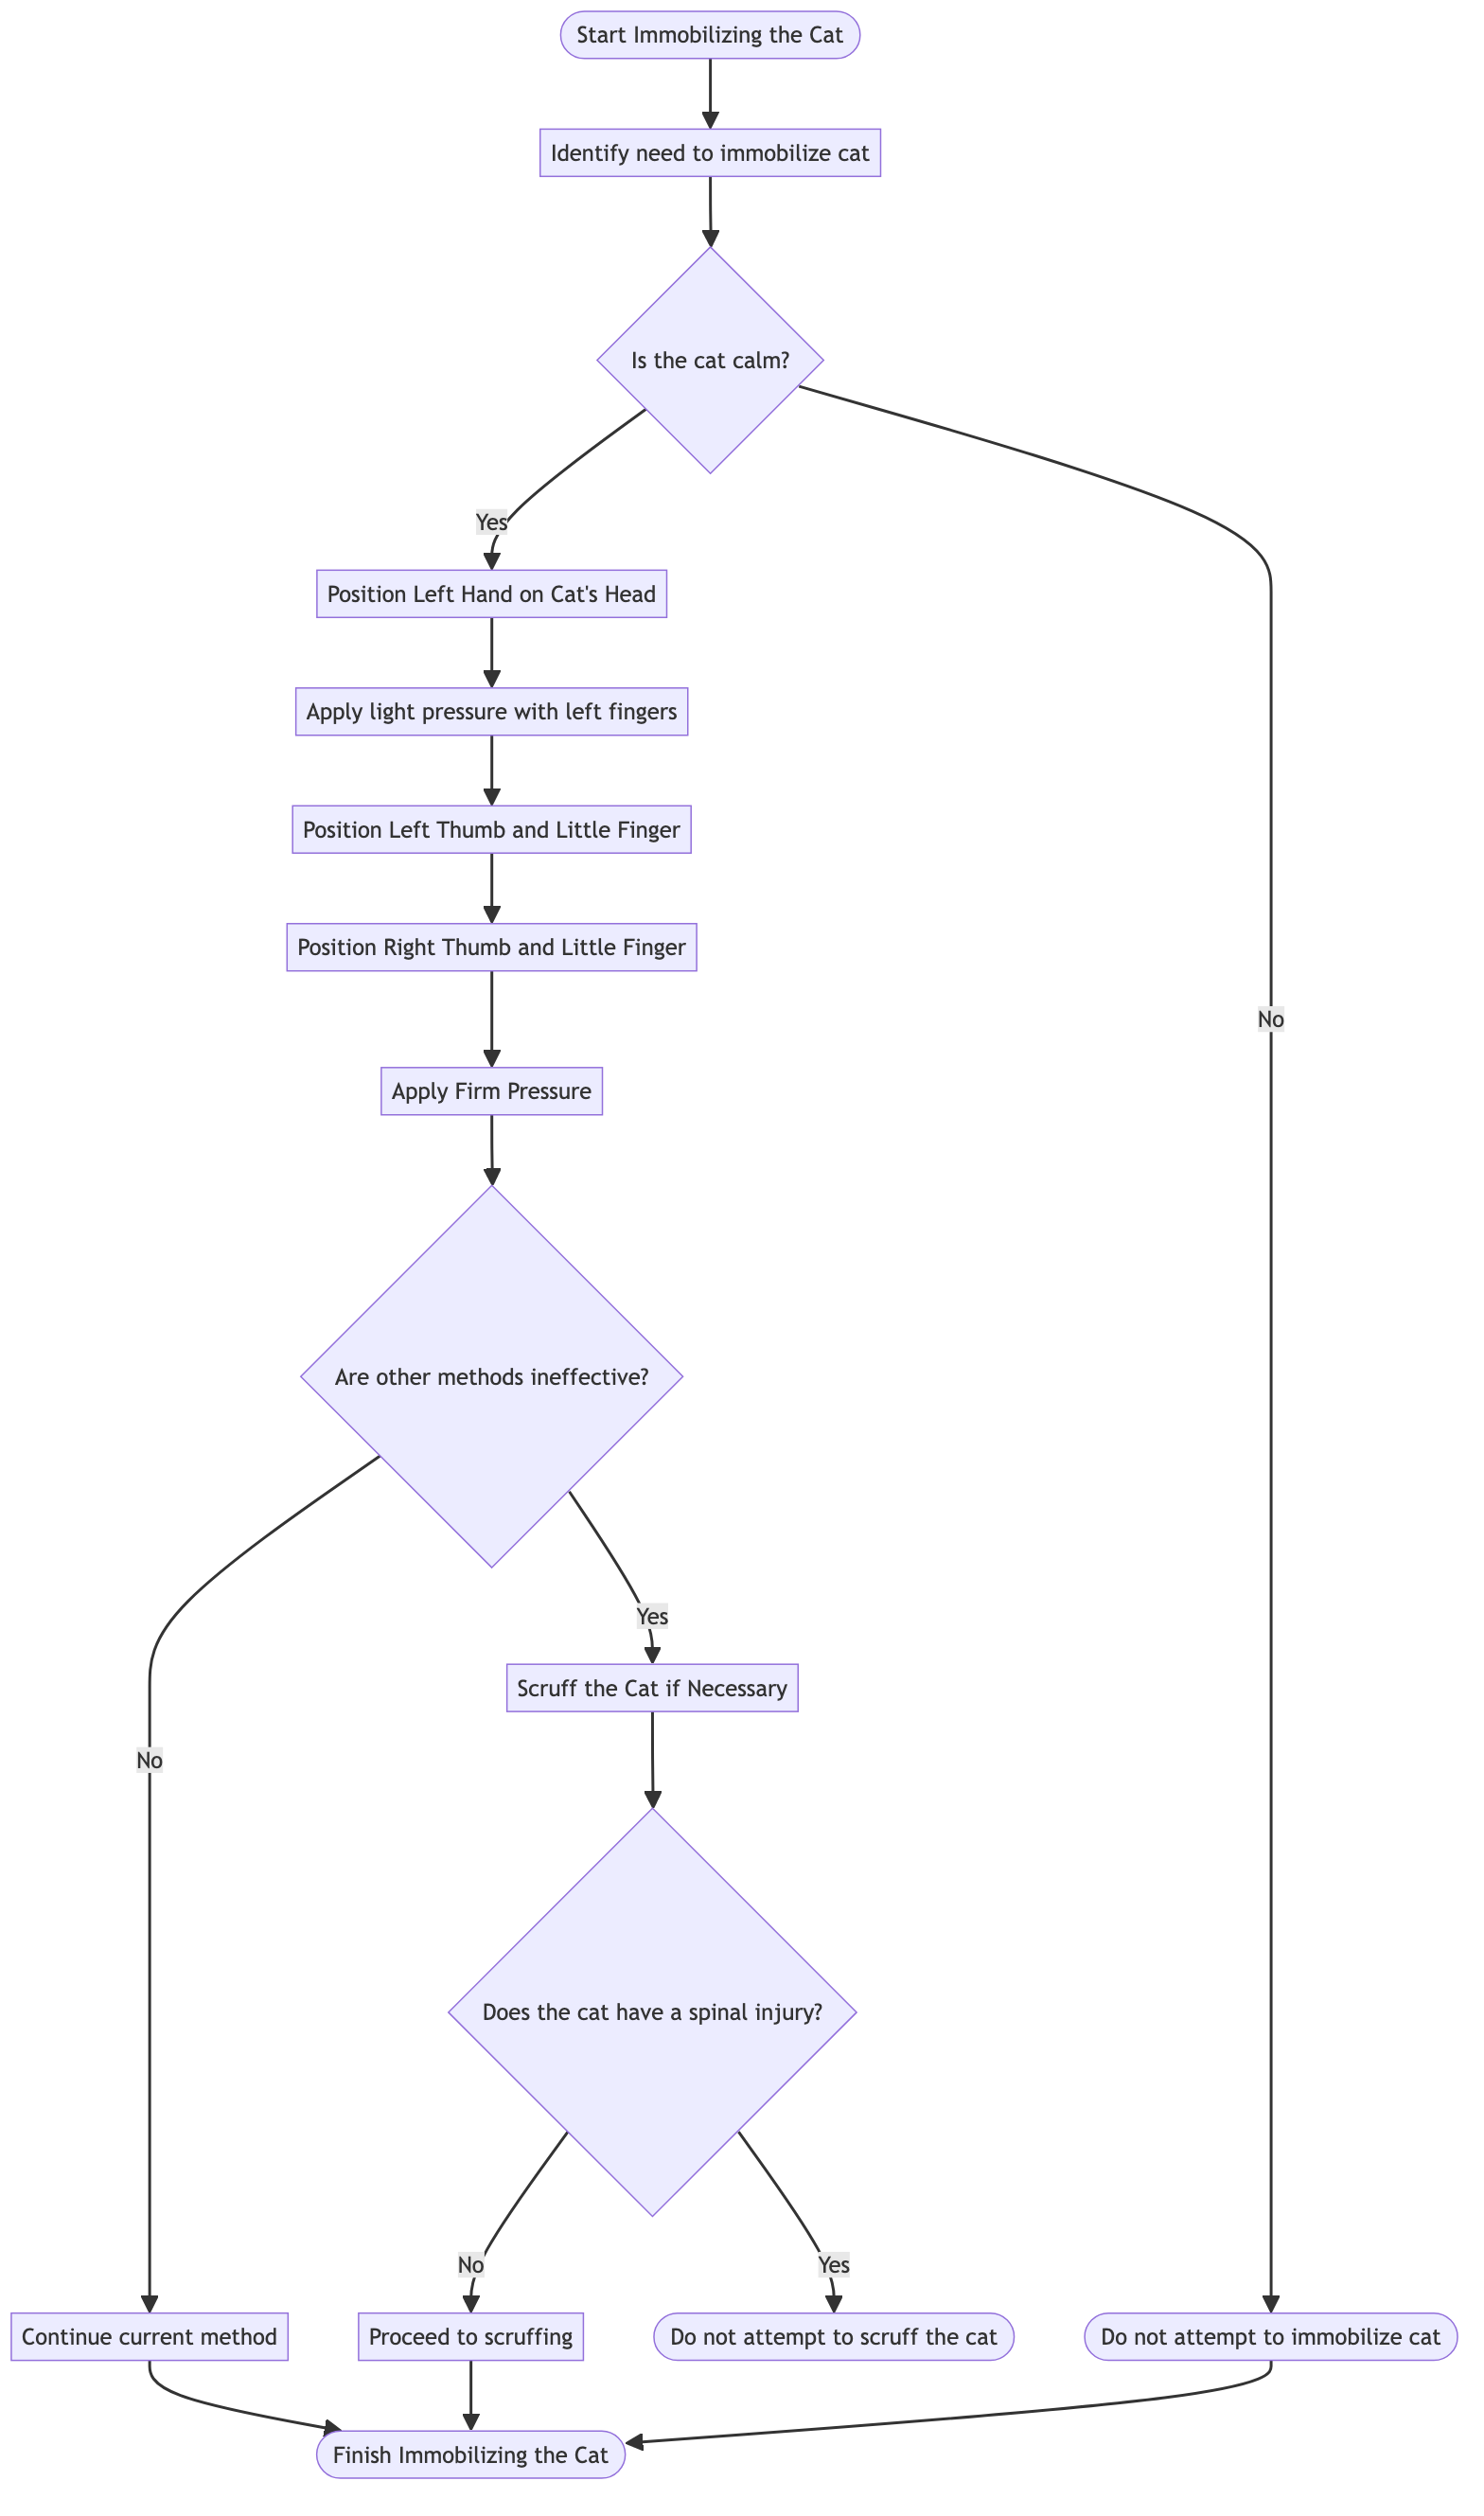 Start Immobilizing the Cat
Identify need to immobilize cat
Is the cat calm?
Yes
Position Left Hand on Cat's Head
Apply light pressure with left fingers
Position Left Thumb and Little Finger
Position Right Thumb and Little Finger
No
Apply Firm Pressure
Are other methods ineffective?
Yes
Scruff the Cat if Necessary
No
Does the cat have a spinal injury?
No
Yes
Continue current method
Proceed to scruffing
Do not attempt to scruff the cat
Do not attempt to immobilize cat
Finish Immobilizing the Cat